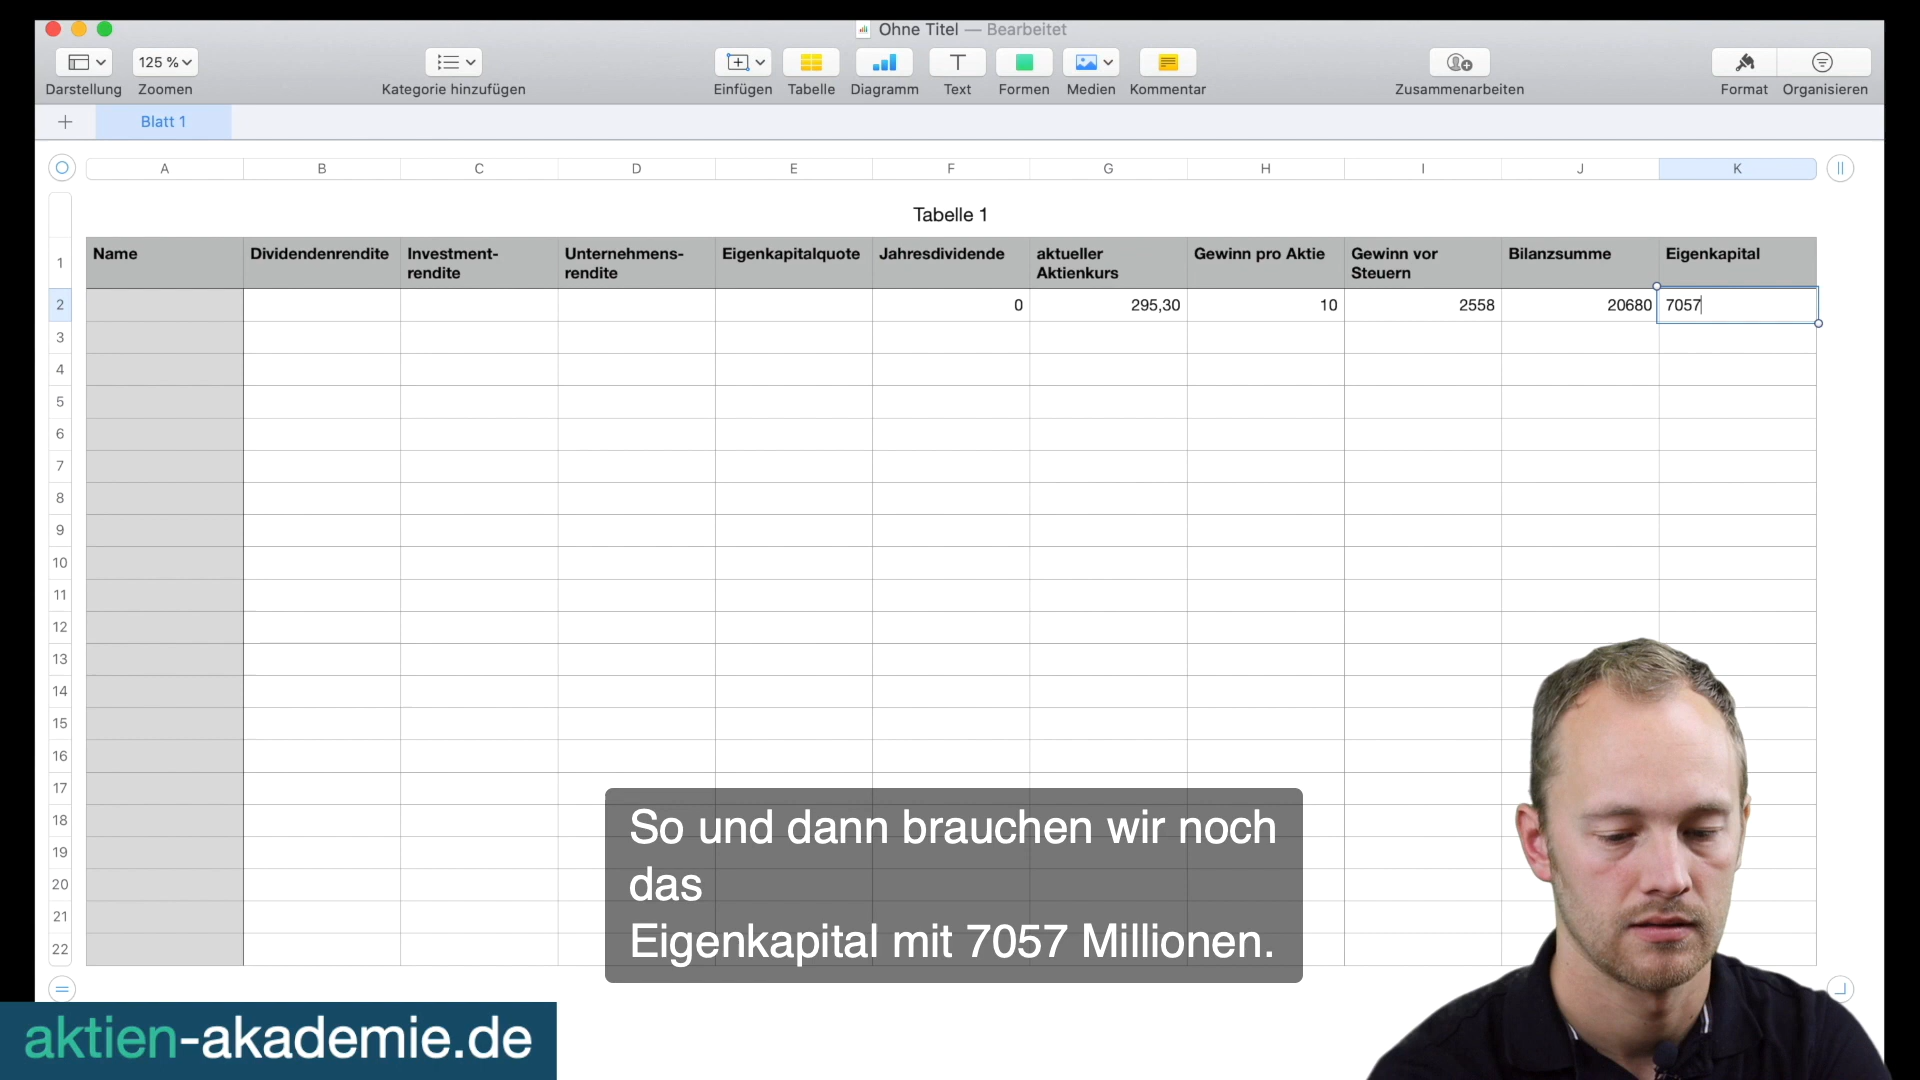 Ohne Titel — Bearbeitet
125 %
Darstellung Zoomen Kategorie hinzufügen Einfügen Tabelle Diagramm Text Formen Medien Kommentar Zusammenarbeiten Format Organisieren
Blatt 1
A B C D E F G H I J K
Tabelle 1
1 Name Dividendenrendite Investment- Unternehmens- Eigenkapitalquote Jahresdividende aktueller Gewinn pro Aktie Gewinn vor Bilanzsumme Eigenkapital
rendite rendite Aktienkurs Steuern
2 0 295,30 10 2558 20680 7057
3
4
5
6
7
8
9
10
11
12
13
14
15
16
17
18
19
20
21
22
So und dann brauchen wir noch
das
Eigenkapital mit 7057 Millionen.
aktien-akademie.de